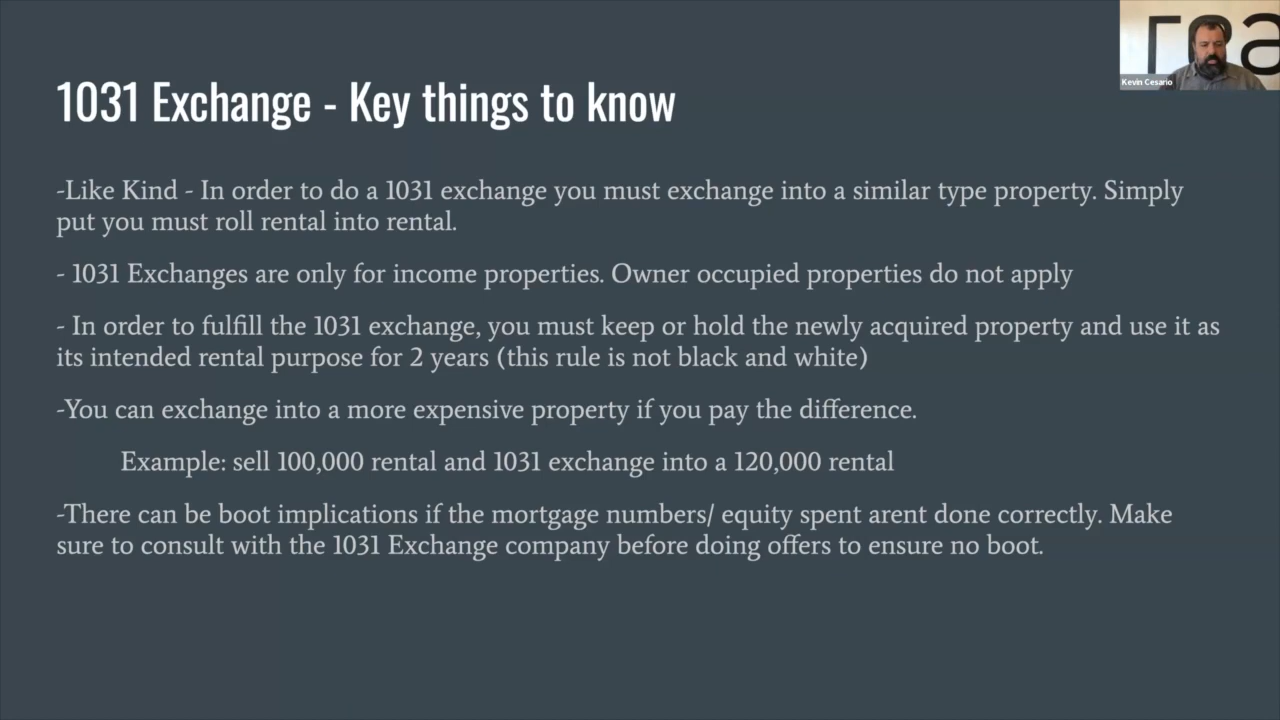 1031 Exchange - Key things to know
-Like Kind - In order to do a 1031 exchange you must exchange into a similar type property. Simply
put you must roll rental into rental.
- 1031 Exchanges are only for income properties. Owner occupied properties do not apply
- In order to fulfill the 1031 exchange, you must keep or hold the newly acquired property and use it as
its intended rental purpose for 2 years (this rule is not black and white)
-You can exchange into a more expensive property if you pay the difference.
Example: sell 100,000 rental and 1031 exchange into a 120,000 rental
-There can be boot implications if the mortgage numbers/ equity spent arent done correctly. Make
sure to consult with the 1031 Exchange company before doing offers to ensure no boot.
Kevin Cesario